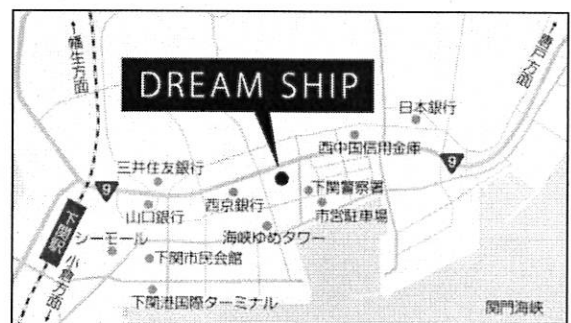 ←幡生方面
唐戸方面→
DREAM SHIP
日本銀行
西中国信用金庫
9
三井住友銀行
9
下関警察署
山口銀行
西京銀行
市営駐車場
下関駅
シーモール
海峡ゆめタワー
下関市民会館
小倉方面→
下関港国際ターミナル
関門海峡